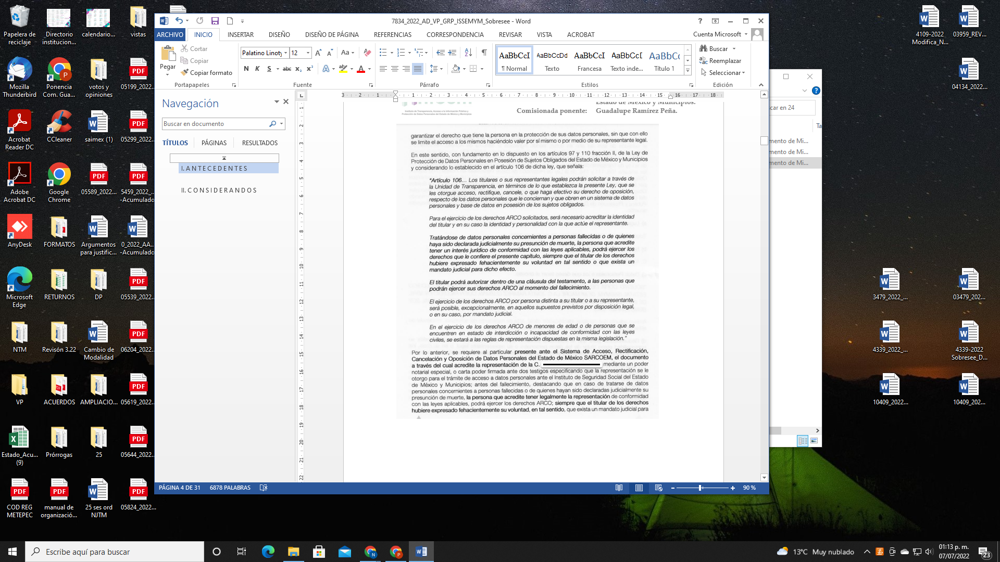 7834_2022_AD_VP_GRP_ISSEMYM_Sobresee - Word
ARCHIVO INICIO INSERTAR DISEÑO DISEÑO DE PÁGINA REFERENCIAS CORRESPONDENCIA REVISAR VISTA ACROBAT Cuenta Microsoft
Pegar
Cortar
Copiar
Copiar formato
Portapapeles
Palatino Linoty 12
N K S abc x₂ x²
Fuente
Párrafo
AaBbCcI AaBbCcDd AaBbCcI AaBbCcI AaBbCc
¶ Normal Texto Francesa Texto inde... Título 1
Estilos
Buscar
Reemplazar
Seleccionar
Edición
Navegación
Buscar en documento
TÍTULOS PÁGINAS RESULTADOS
I. A N T E C E D E N T E S
II. C O N S I D E R A N D O S
Instituto de Transparencia, Acceso a la Información Pública y
Protección de Datos Personales del Estado de México y Municipios
Estado de México y Municipios.
Comisionada ponente: Guadalupe Ramírez Peña.
garantizar el derecho que tiene la persona en la protección de sus datos personales, sin que con ello
se limite el acceso a los mismos haciéndolo valer por sí mismo o por medio de su representante legal.
En este sentido, con fundamento en lo dispuesto en los artículos 97 y 110 fracción II, de la Ley de
Protección de Datos Personales en Posesión de Sujetos Obligados del Estado de México y Municipios
y considerando lo establecido en el artículo 106 de dicha ley, que señala:
"Artículo 106... Los titulares o sus representantes legales podrán solicitar a través de
la Unidad de Transparencia, en términos de lo que establezca la presente Ley, que se
les otorgue acceso, rectifique, cancele, o que haga efectivo su derecho de oposición,
respecto de los datos personales que le conciernan y que obren en un sistema de datos
personales y base de datos en posesión de los sujetos obligados.
Para el ejercicio de los derechos ARCO solicitados, será necesario acreditar la identidad
del titular y en su caso la identidad y personalidad con la que actúe el representante.
Tratándose de datos personales concernientes a personas fallecidas o de quienes
haya sido declarada judicialmente su presunción de muerte, la persona que acredite
tener un interés jurídico de conformidad con las leyes aplicables, podrá ejercer los
derechos que le confiere el presente capítulo, siempre que el titular de los derechos
hubiere expresado fehacientemente su voluntad en tal sentido o que exista un
mandato judicial para dicho efecto.
El titular podrá autorizar dentro de una cláusula del testamento, a las personas que
podrán ejercer sus derechos ARCO al momento del fallecimiento.
El ejercicio de los derechos ARCO por persona distinta a su titular o a su representante,
será posible, excepcionalmente, en aquellos supuestos previstos por disposición legal,
o en su caso, por mandato judicial.
En el ejercicio de los derechos ARCO de menores de edad o de personas que se
encuentren en estado de interdicción o incapacidad de conformidad con las leyes
civiles, se estará a las reglas de representación dispuestas en la misma legislación."
Por lo anterior, se requiere al particular presente ante el Sistema de Acceso, Rectificación,
Cancelación y Oposición de Datos Personales del Estado de México SARCOEM, el documento
a través del cual acredite la representación de la C. mediante un poder
notarial especial, o carta poder firmada ante dos testigos especificando que la representación se le
otorgo para el trámite de acceso a datos personales ante el Instituto de Seguridad Social del Estado
de México y Municipios; antes del fallecimiento, destacando que en caso de tratarse de datos
personales concernientes a personas fallecidas o de quienes hayan sido declaradas judicialmente su
presunción de muerte, la persona que acredite tener legalmente la representación de conformidad
con las leyes aplicables, podrá ejercer los derechos ARCO; siempre que el titular de los derechos
hubiere expresado fehacientemente su voluntad, en tal sentido, que exista un mandato judicial para
PÁGINA 4 DE 31 6878 PALABRAS 90 %
car en 24
Ta
mento de Mi...
mento de Mi...
mento de Mi...
Papelera de reciclaje
Directorio institucion...
calendario...
vistas
Mozilla Thunderbird
Ponencia Com. Gua...
votos y opiniones
05199_2022...
Acrobat Reader DC
CCleaner
saimex (1)
05299_2022...
Adobe Acrobat DC
Google Chrome
05589_2022...
5459_2022_... -Acumulado
AnyDesk
FORMATOS
Argumentos para justific...
0_2022_AA... -Acumulado
Microsoft Edge
RETURNOS
DP
05539_2022...
NTM
Revisón 3.22
Cambio de Modalidad
06204_2022...
VP
ACUERDOS
AMPLIACIO...
05619_2022...
Estado_Acu... (9)
Prórrogas
25
05644_2022...
COD REG METEPEC
manual de organizació...
25 ses ord NJTM
05824_2022...
4109-2022 Modifica_N...
03959_REV...
04134_2022...
3479_2022_...
03479_202...
4339_2022_...
4339-2022 Sobresee_D...
10409_2022...
10409_202...
Escribe aquí para buscar
13°C Muy nublado
01:13 p. m.
07/07/2022
23